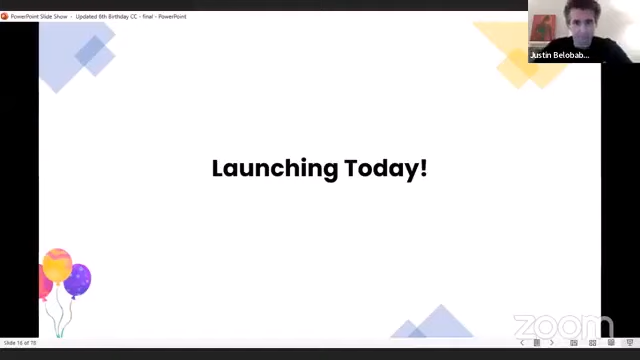 PowerPoint Slide Show - Updated 8th Birthday CC - final - PowerPoint
Justin Belobab...
Launching Today!
zoom
Slide 16 of 78